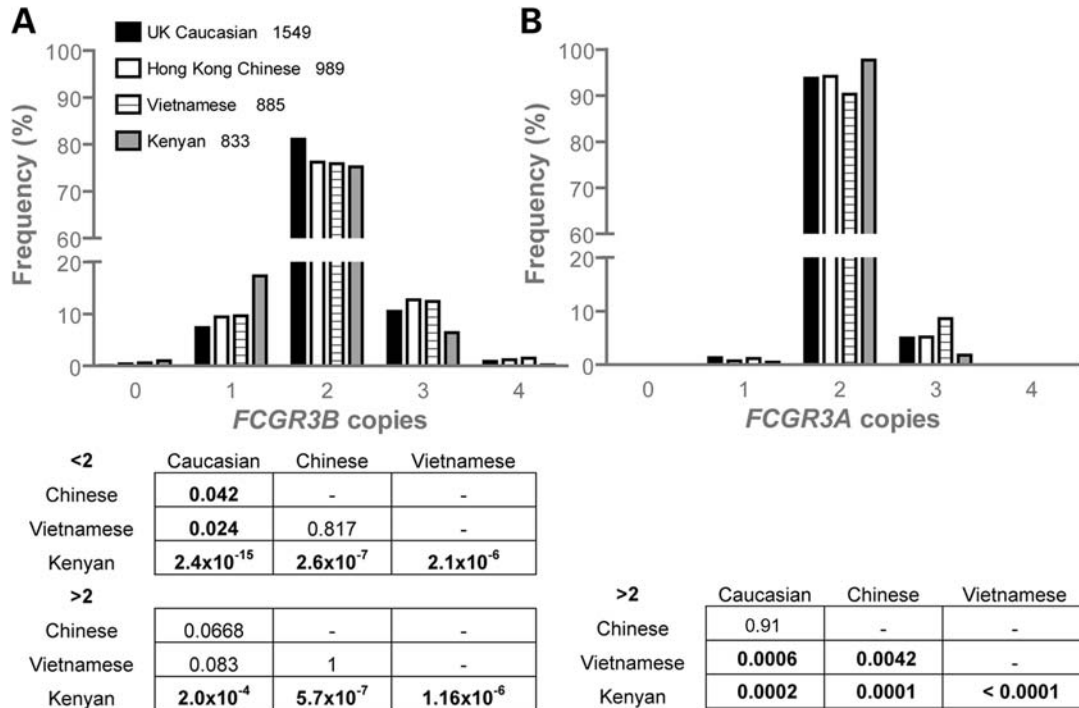 A
UK Caucasian 1549
Hong Kong Chinese 989
Vietnamese 885
Kenyan 833
Frequency (%)
100
90
80
70
60
20
10
0
0 1 2 3 4
FCGR3B copies
B
Frequency (%)
100
90
80
70
60
20
10
0
0 1 2 3 4
FCGR3A copies
<2 Caucasian Chinese Vietnamese
Chinese 0.042 - -
Vietnamese 0.024 0.817 -
Kenyan 2.4x10⁻¹⁵ 2.6x10⁻⁷ 2.1x10⁻⁶
>2
Chinese 0.0668 - -
Vietnamese 0.083 1 -
Kenyan 2.0x10⁻⁴ 5.7x10⁻⁷ 1.16x10⁻⁶
>2 Caucasian Chinese Vietnamese
Chinese 0.91 - -
Vietnamese 0.0006 0.0042 -
Kenyan 0.0002 0.0001 < 0.0001